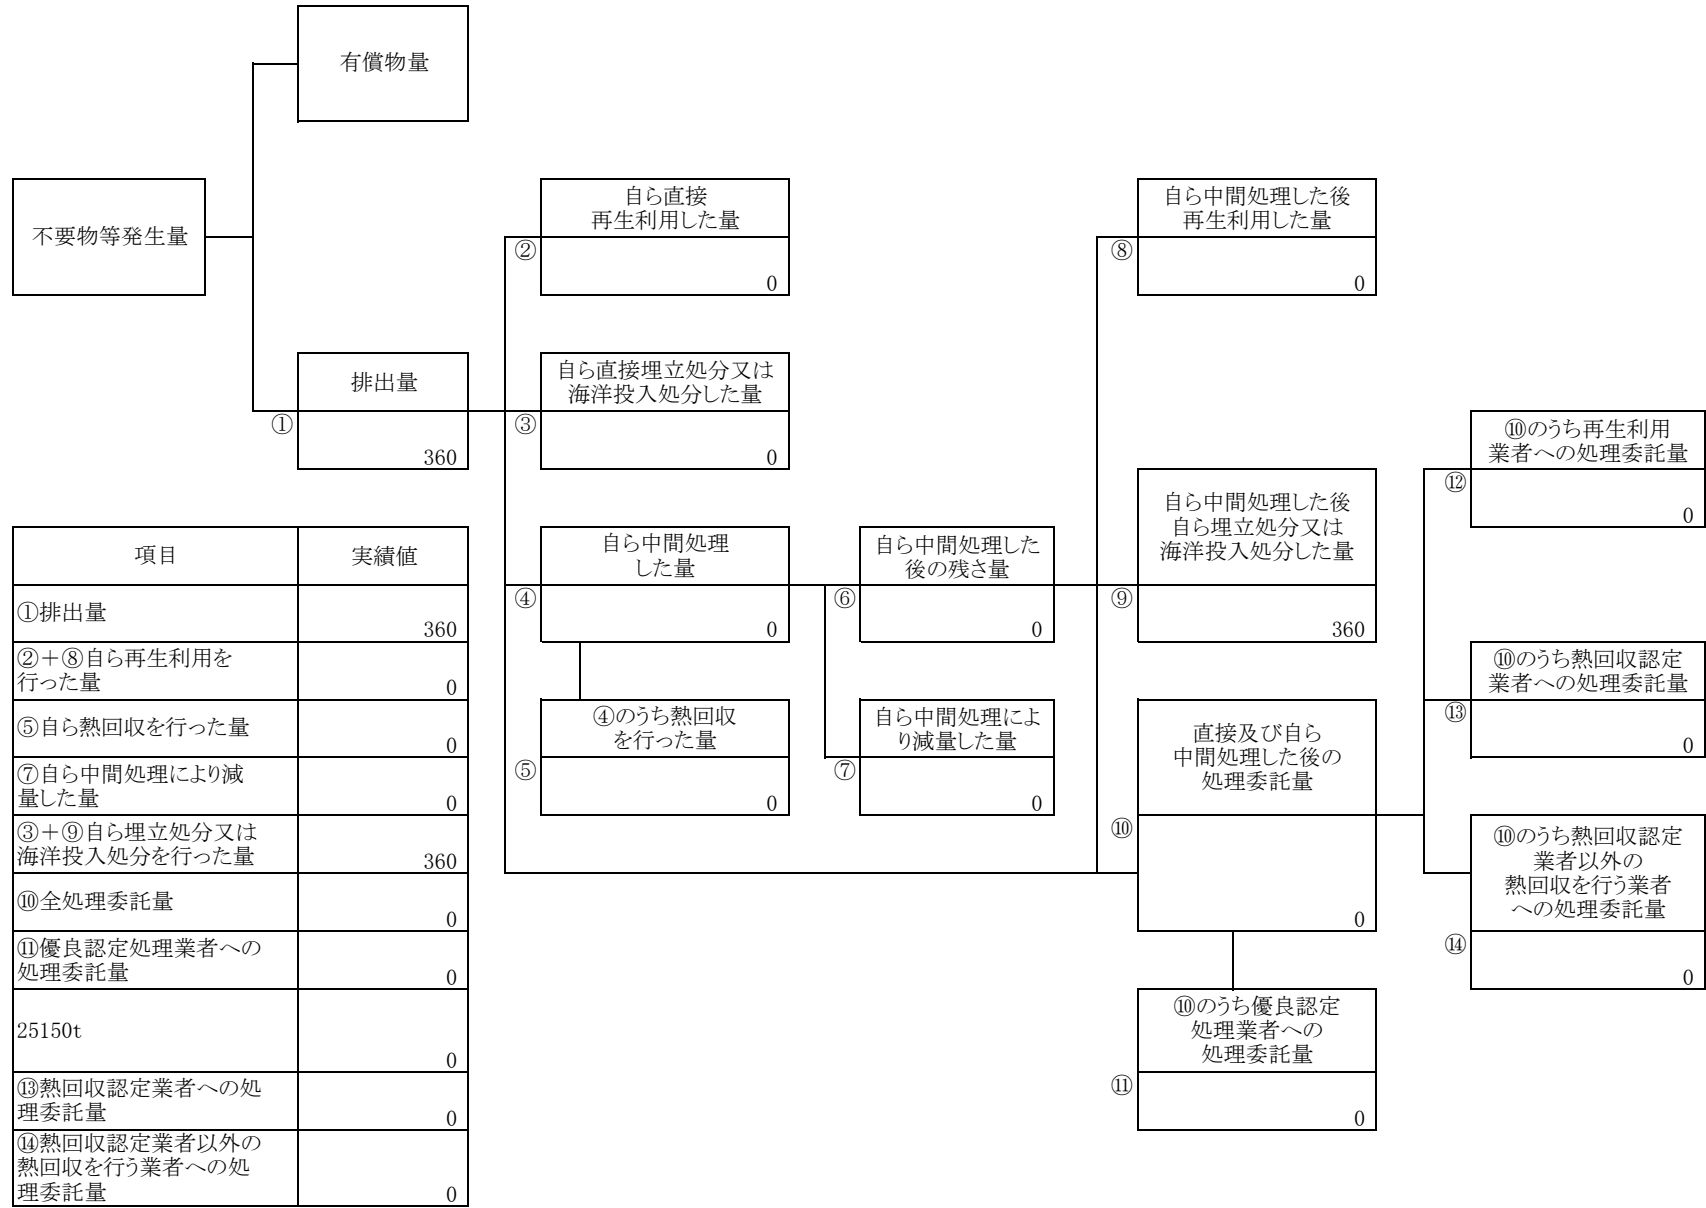 有償物量
不要物等発生量
自ら直接
再生利用した量
②
0
自ら中間処理した後
再生利用した量
⑧
0
排出量
①
360
自ら直接埋立処分又は
海洋投入処分した量
③
0
⑩のうち再生利用
業者への処理委託量
⑫
0
自ら中間処理した後
自ら埋立処分又は
海洋投入処分した量
⑨
360
自ら中間処理
した量
④
0
自ら中間処理した
後の残さ量
⑥
0
⑩のうち熱回収認定
業者への処理委託量
⑬
0
④のうち熱回収
を行った量
⑤
0
自ら中間処理によ
り減量した量
⑦
0
直接及び自ら
中間処理した後の
処理委託量
⑩
0
⑩のうち熱回収認定
業者以外の
熱回収を行う業者
への処理委託量
⑭
0
⑩のうち優良認定
処理業者への
処理委託量
⑪
0
項目 実績値
①排出量
360
②+⑧自ら再生利用を
行った量
0
⑤自ら熱回収を行った量
0
⑦自ら中間処理により減
量した量
0
③+⑨自ら埋立処分又は
海洋投入処分を行った量
360
⑩全処理委託量
0
⑪優良認定処理業者への
処理委託量
0
25150t
0
⑬熱回収認定業者への処
理委託量
0
⑭熱回収認定業者以外の
熱回収を行う業者への処
理委託量
0